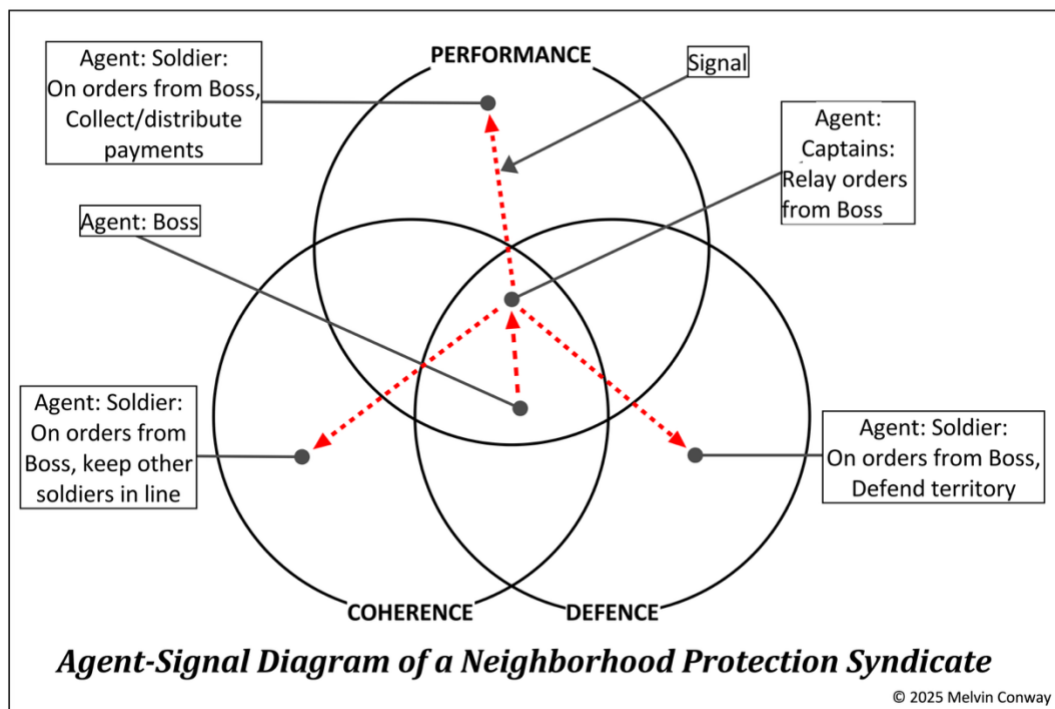 Agent: Soldier:
On orders from Boss,
Collect/distribute
payments
PERFORMANCE
Signal
Agent:
Captains:
Relay orders
from Boss
Agent: Boss
Agent: Soldier:
On orders from
Boss, keep other
soldiers in line
Agent: Soldier:
On orders from Boss,
Defend territory
COHERENCE
DEFENCE
Agent-Signal Diagram of a Neighborhood Protection Syndicate
© 2025 Melvin Conway